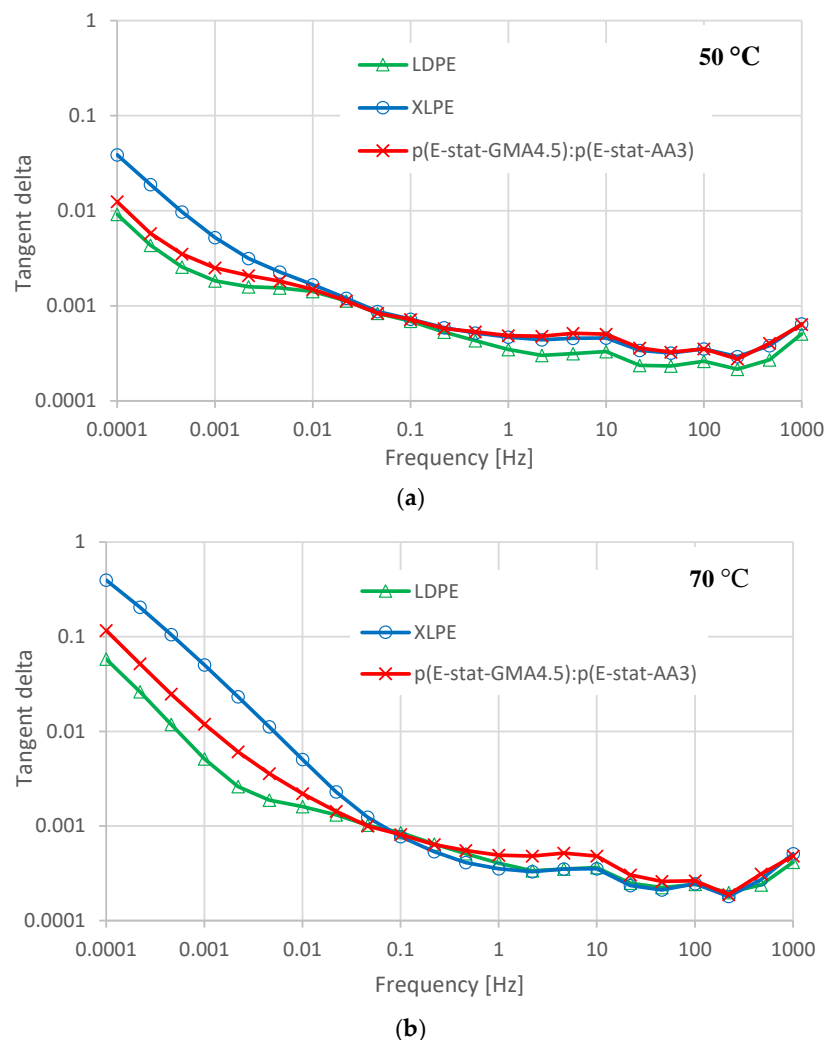 1
50 °C
LDPE
0.1
XLPE
p(E-stat-GMA4.5):p(E-stat-AA3)
0.01
Tangent delta
0.001
0.0001
0.0001 0.001 0.01 0.1 1 10 100 1000
Frequency [Hz]
(a)
1
70 °C
LDPE
0.1
XLPE
p(E-stat-GMA4.5):p(E-stat-AA3)
0.01
Tangent delta
0.001
0.0001
0.0001 0.001 0.01 0.1 1 10 100 1000
Frequency [Hz]
(b)